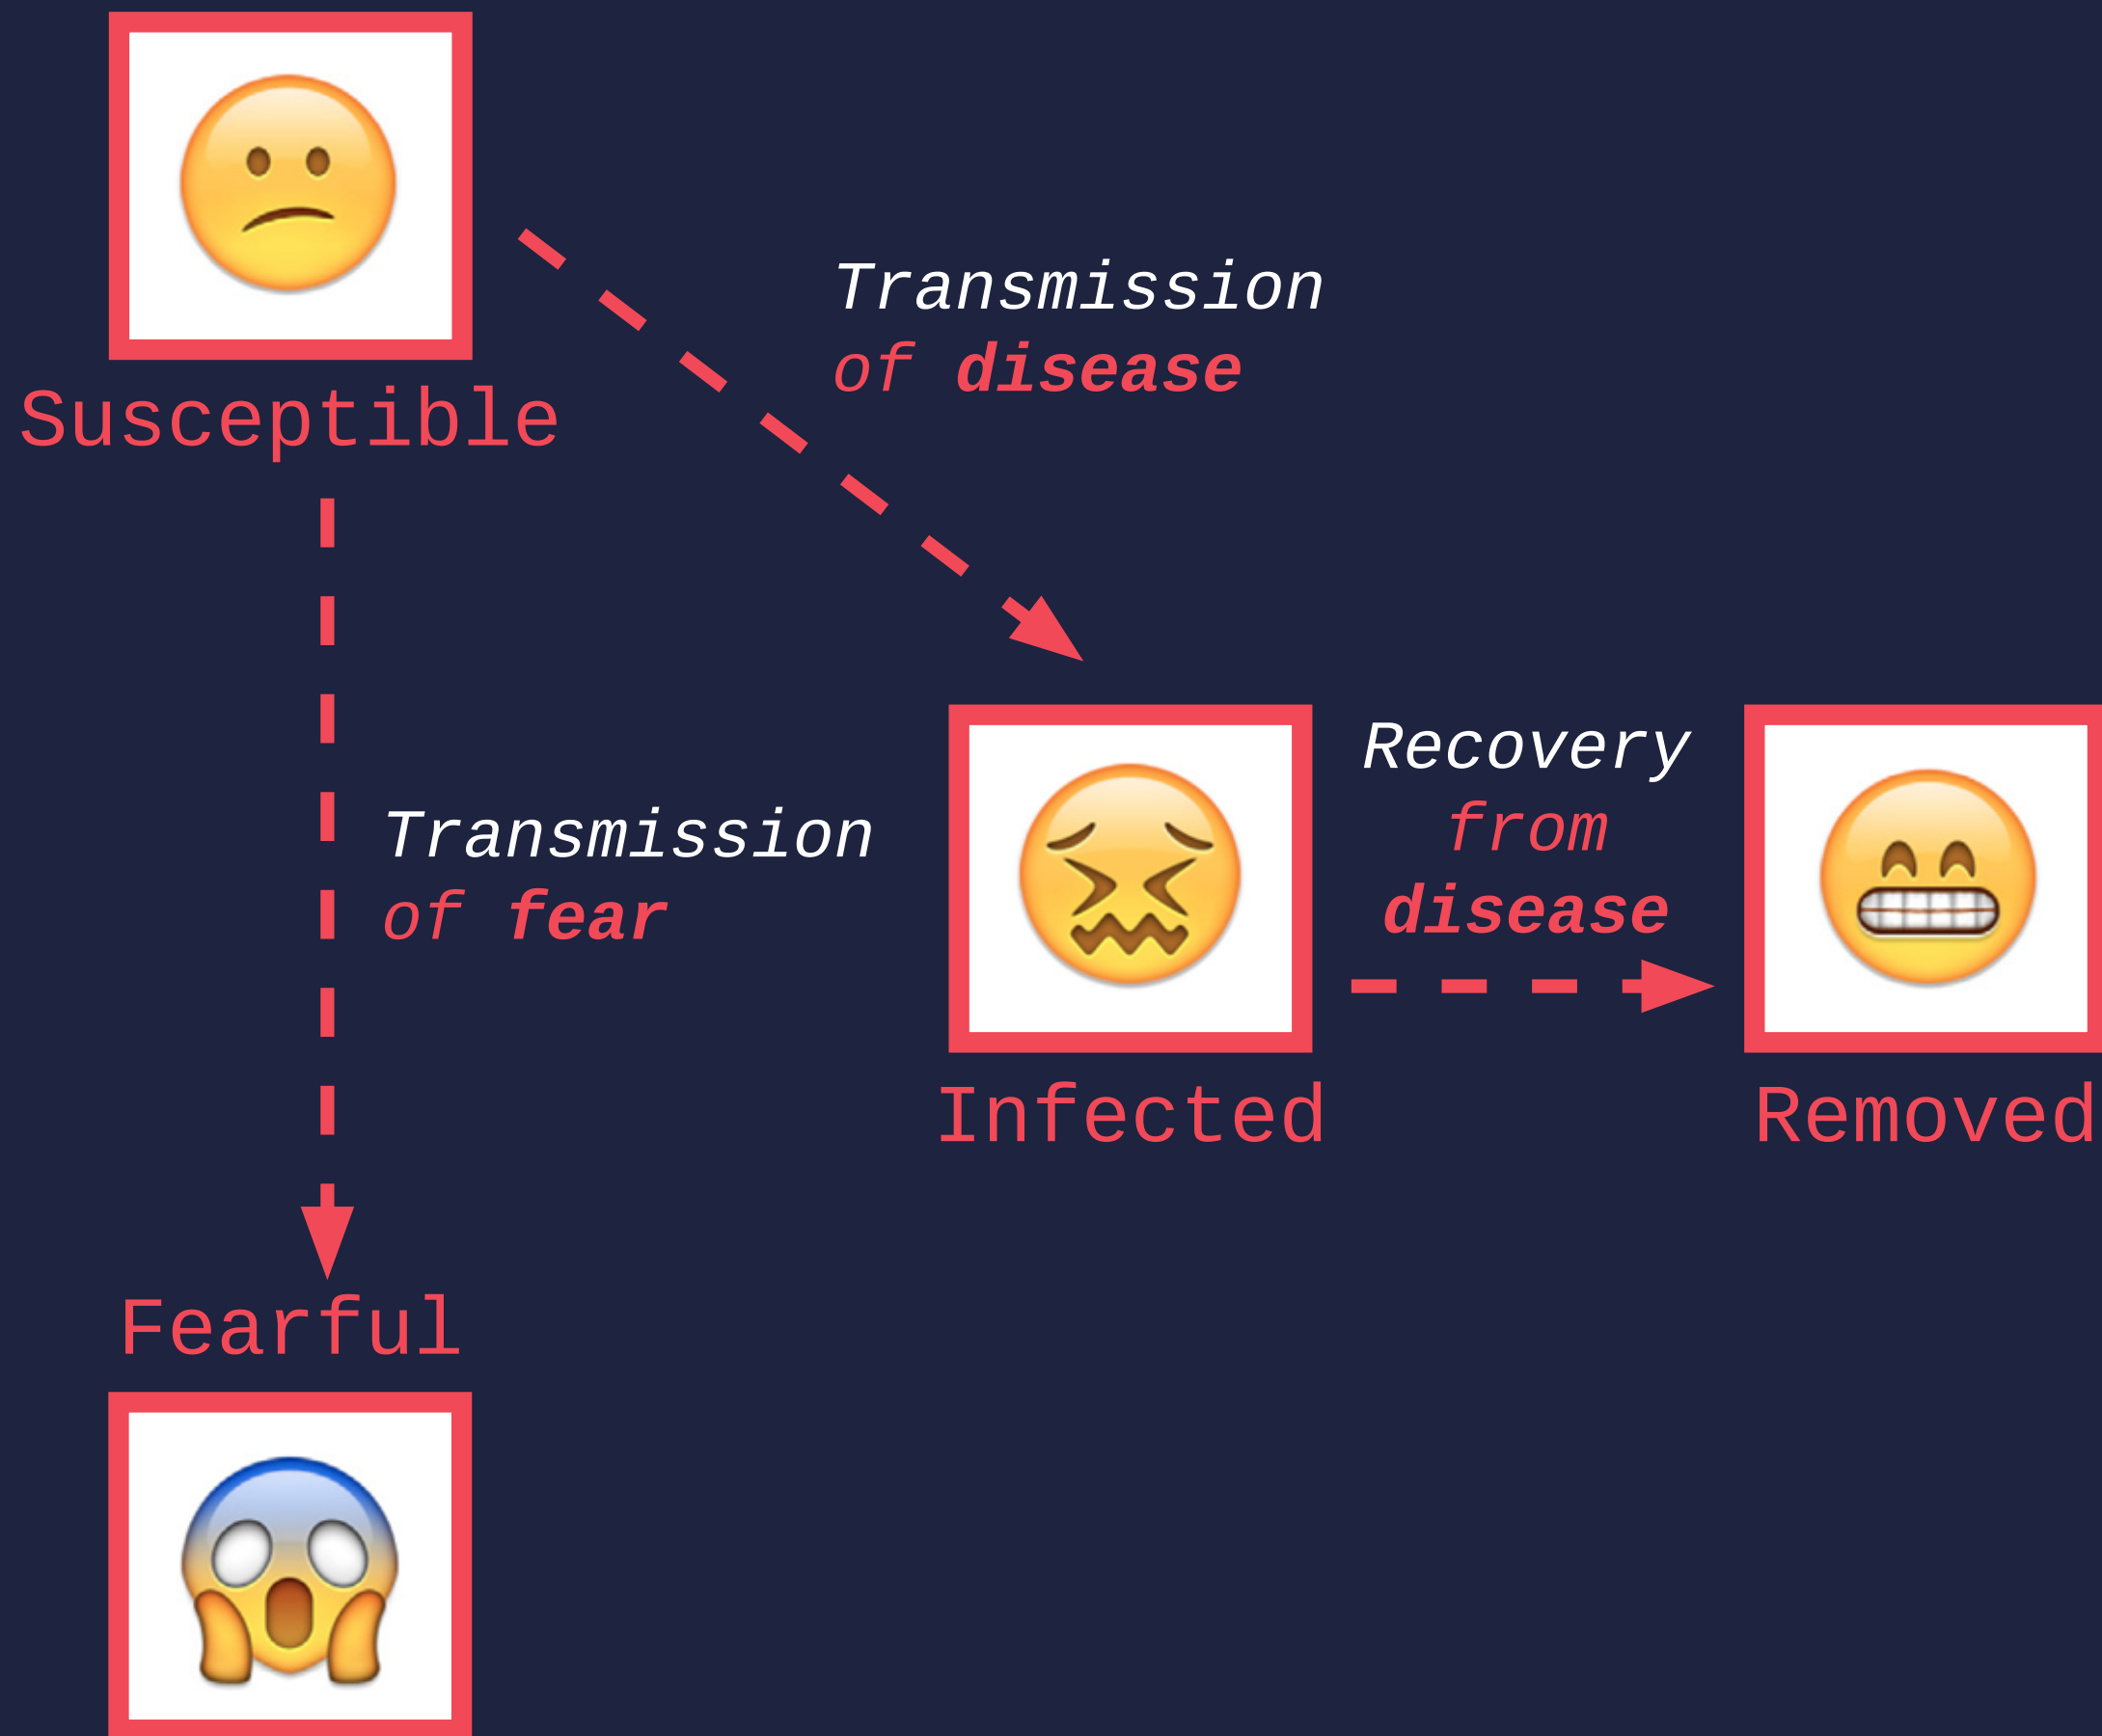 Transmission
of disease
Susceptible
Recovery
from
disease
Transmission
of fear
Infected
Removed
Fearful